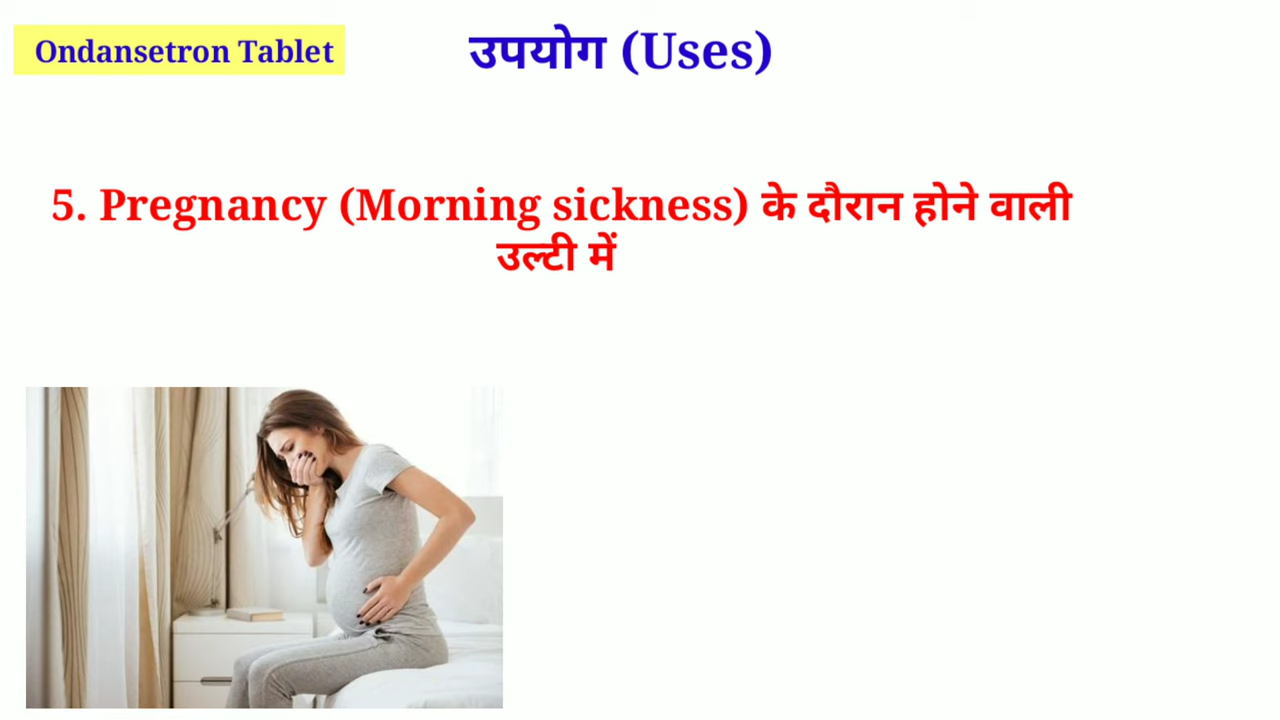 Ondansetron Tablet
उपयोग (Uses)
5. Pregnancy (Morning sickness) के दौरान होने वाली
उल्टी में